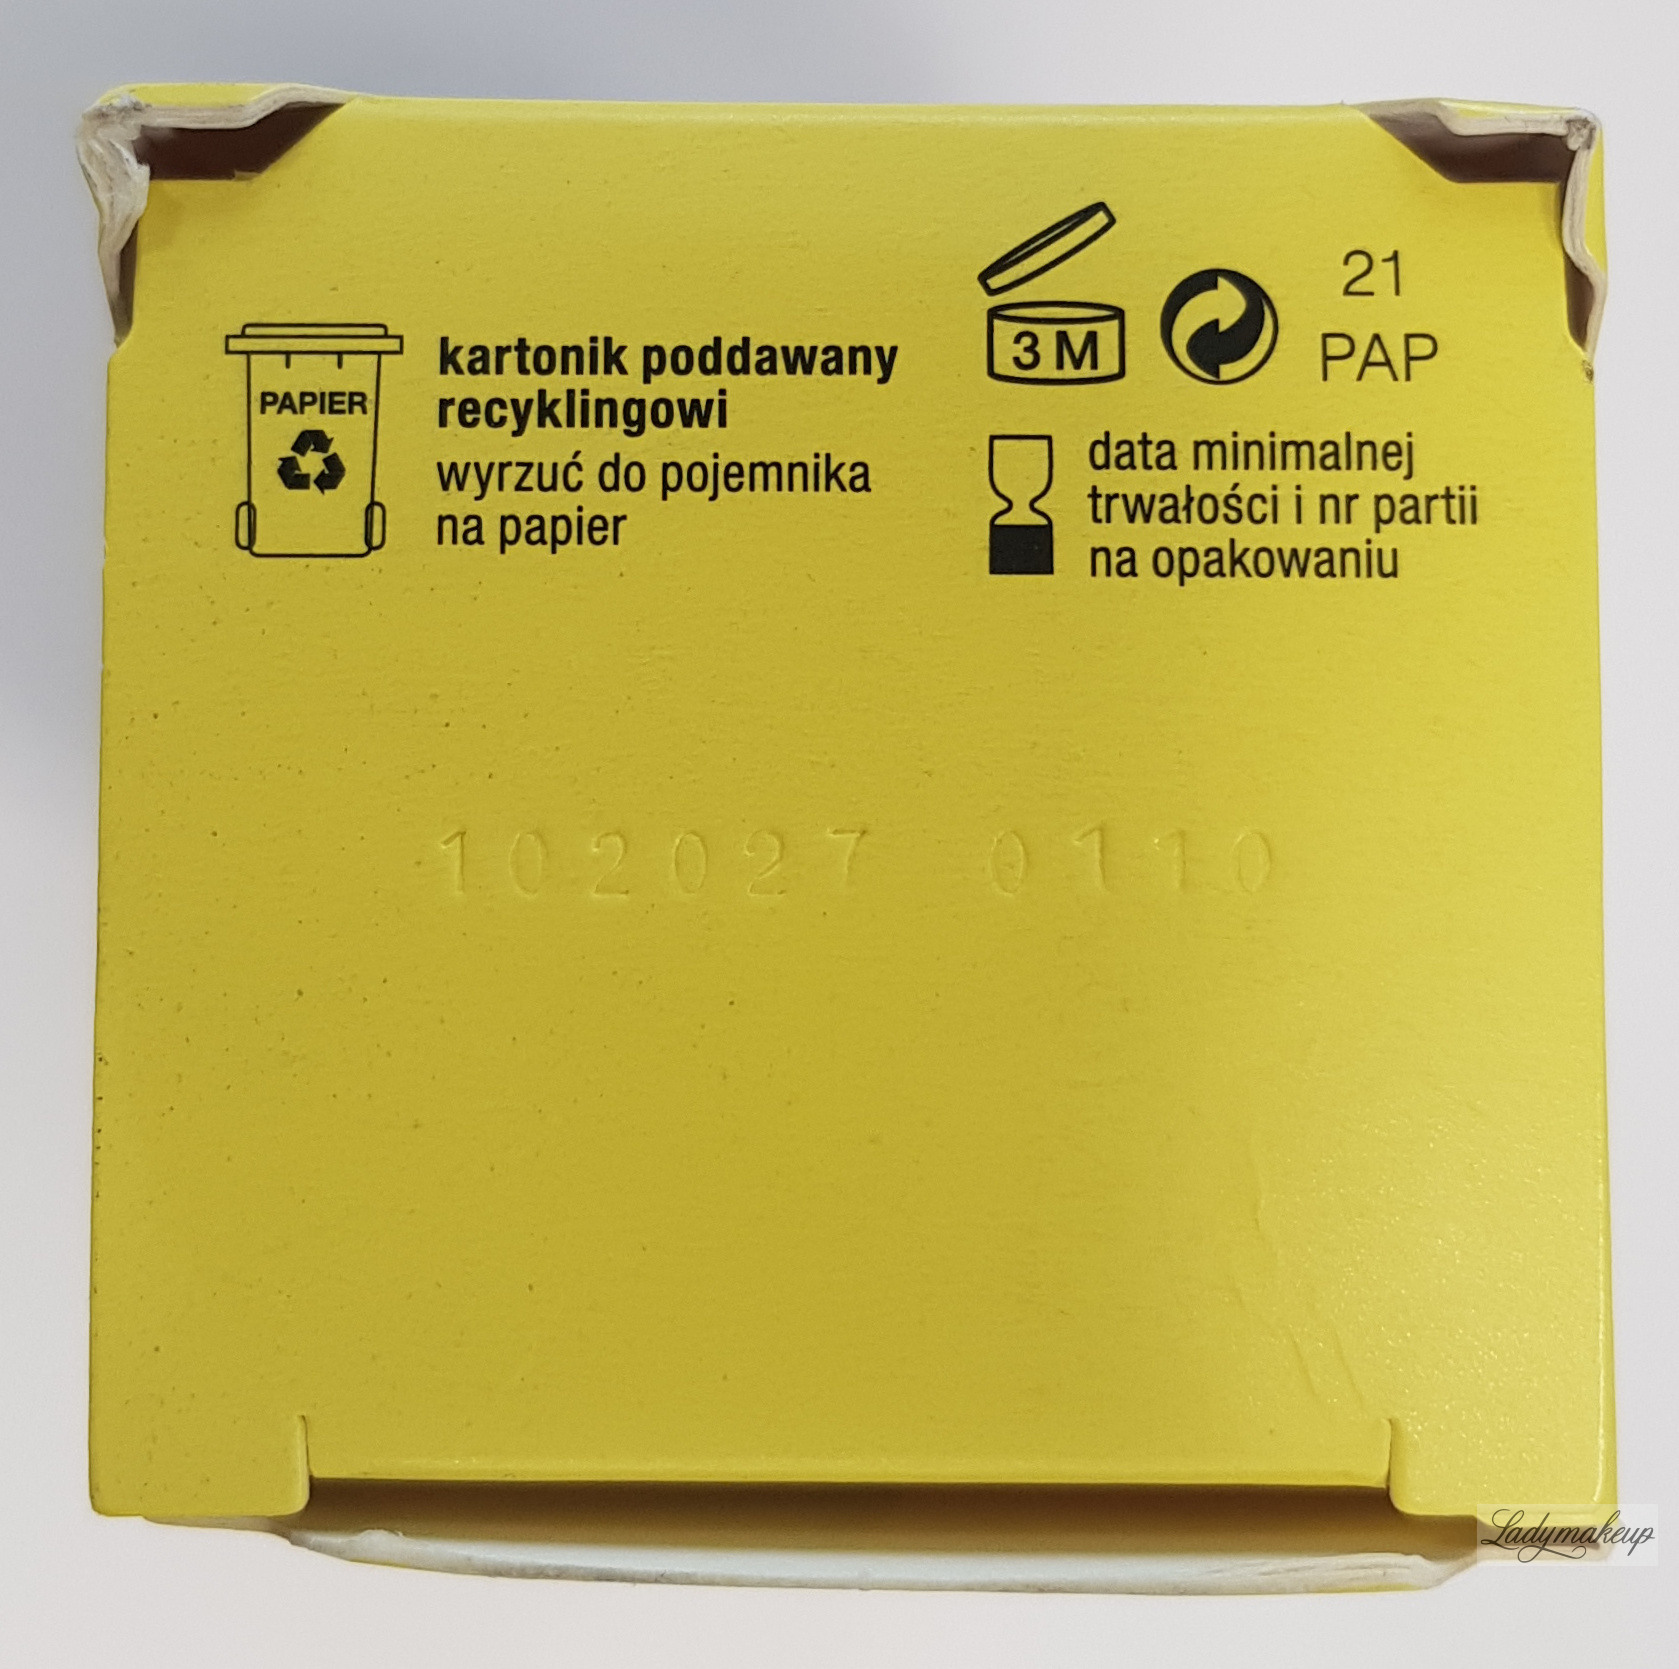 PAPIER
kartonik poddawany
recyklingowi
wyrzuć do pojemnika
na papier
3 M
21
PAP
data minimalnej
trwałości i nr partii
na opakowaniu
102027 0110
Ladymakeup